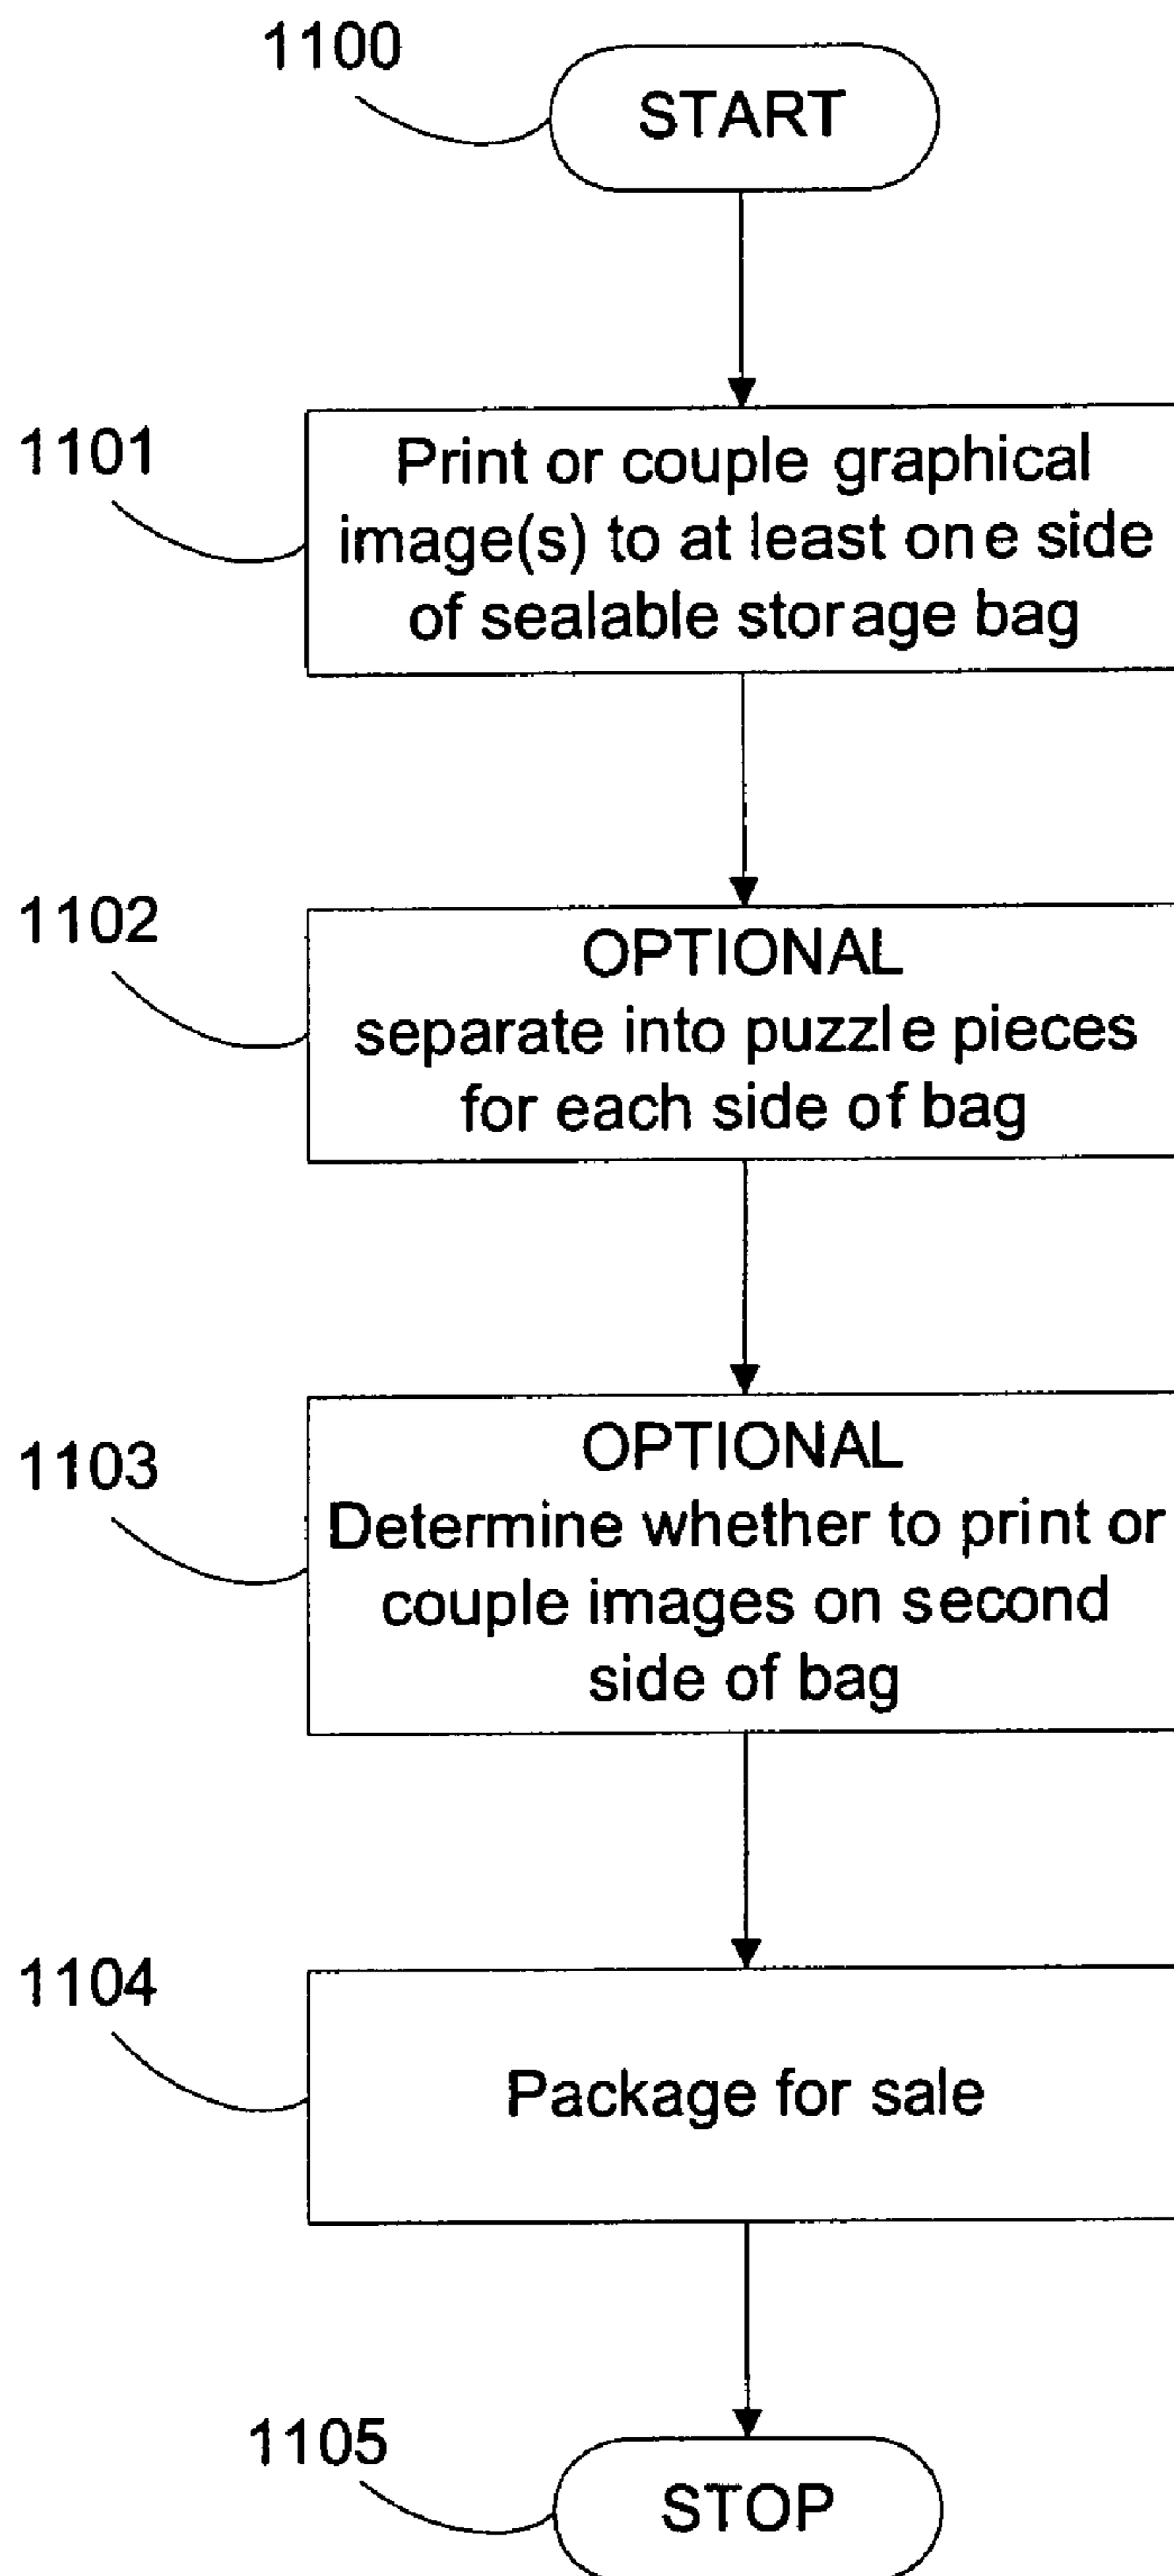 1100
START
1101
Print or couple graphical
image(s) to at least one side
of sealable storage bag
1102
OPTIONAL
separate into puzzle pieces
for each side of bag
1103
OPTIONAL
Determine whether to print or
couple images on second
side of bag
1104
Package for sale
1105
STOP